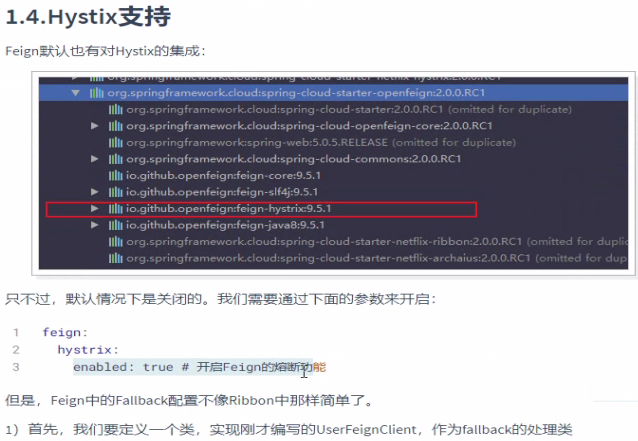 1.4.Hystix支持
Feign默认也有对Hystix的集成：
org.springframework.cloud:spring-cloud-starter-netflix-hystrix:2.0.0.RC1
org.springframework.cloud:spring-cloud-starter-openfeign:2.0.0.RC1
org.springframework.cloud:spring-cloud-starter:2.0.0.RC1 (omitted for duplicate)
org.springframework.cloud:spring-cloud-openfeign-core:2.0.0.RC1
org.springframework:spring-web:5.0.5.RELEASE (omitted for duplicate)
org.springframework.cloud:spring-cloud-commons:2.0.0.RC1
io.github.openfeign:feign-core:9.5.1
io.github.openfeign:feign-slf4j:9.5.1
io.github.openfeign:feign-hystrix:9.5.1
io.github.openfeign:feign-java8:9.5.1
org.springframework.cloud:spring-cloud-starter-netflix-ribbon:2.0.0.RC1 (omitted for duplic
org.springframework.cloud:spring-cloud-starter-netflix-archaius:2.0.0.RC1 (omitted for dup
只不过，默认情况下是关闭的。我们需要通过下面的参数来开启：
1 feign:
2 hystrix:
3 enabled: true # 开启Feign的熔断功能
但是，Feign中的Fallback配置不像Ribbon中那样简单了。
1）首先，我们要定义一个类，实现刚才编写的UserFeignClient，作为fallback的处理类